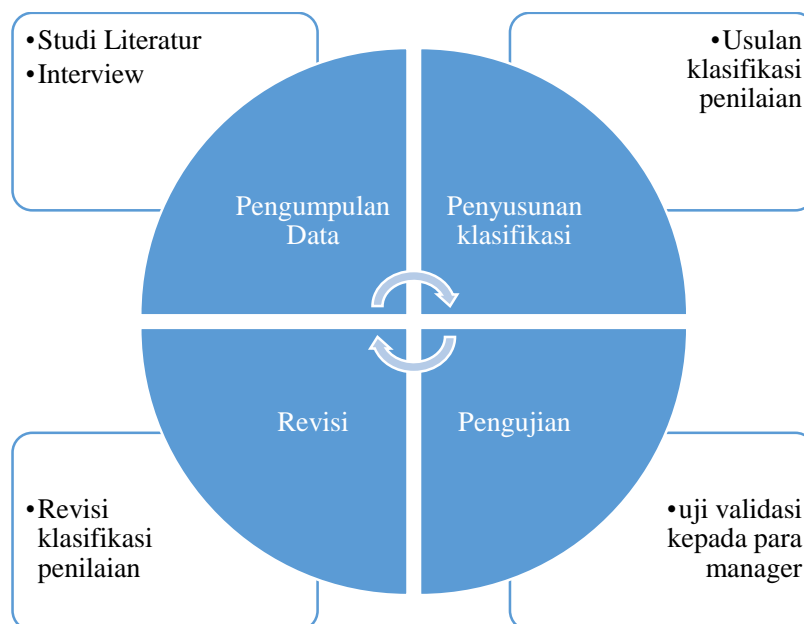 •Studi Literatur
•Interview
•Usulan
klasifikasi
penilaian
Pengumpulan
Data
Penyusunan
klasifikasi
Revisi
Pengujian
•Revisi
klasifikasi
penilaian
•uji validasi
kepada para
manager